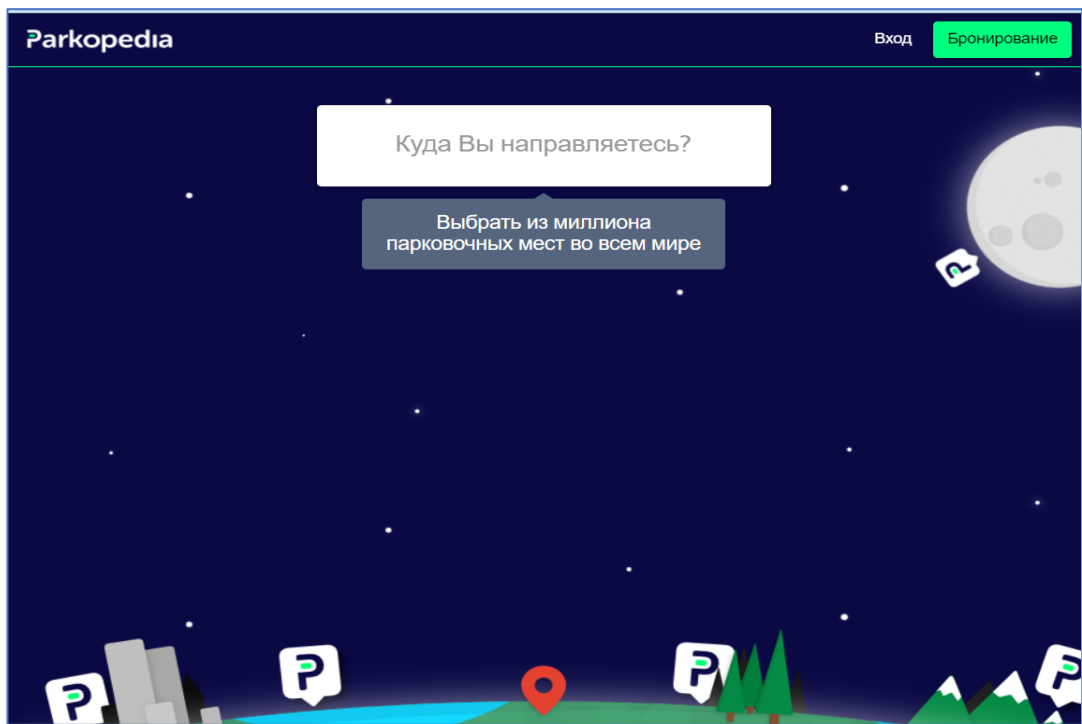 Parkopedia
Вход
Бронирование
Куда Вы направляетесь?
Выбрать из миллиона
парковочных мест во всем мире